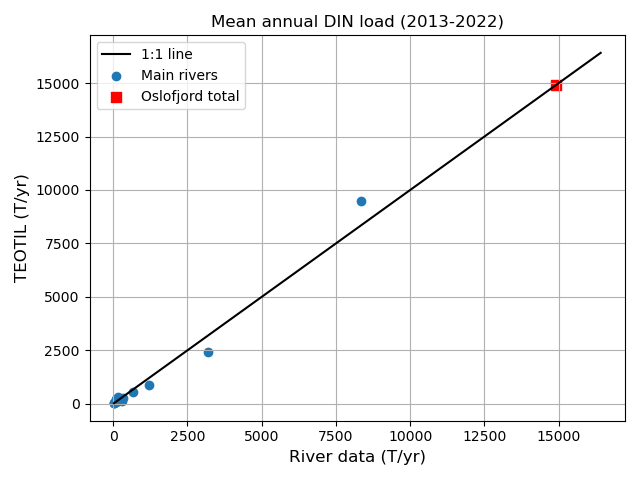 Mean annual DIN load (2013-2022)
1:1 line
Main rivers
Oslofjord total
15000
12500
10000
7500
5000
2500
0
TEOTIL (T/yr)
0 2500 5000 7500 10000 12500 15000
River data (T/yr)